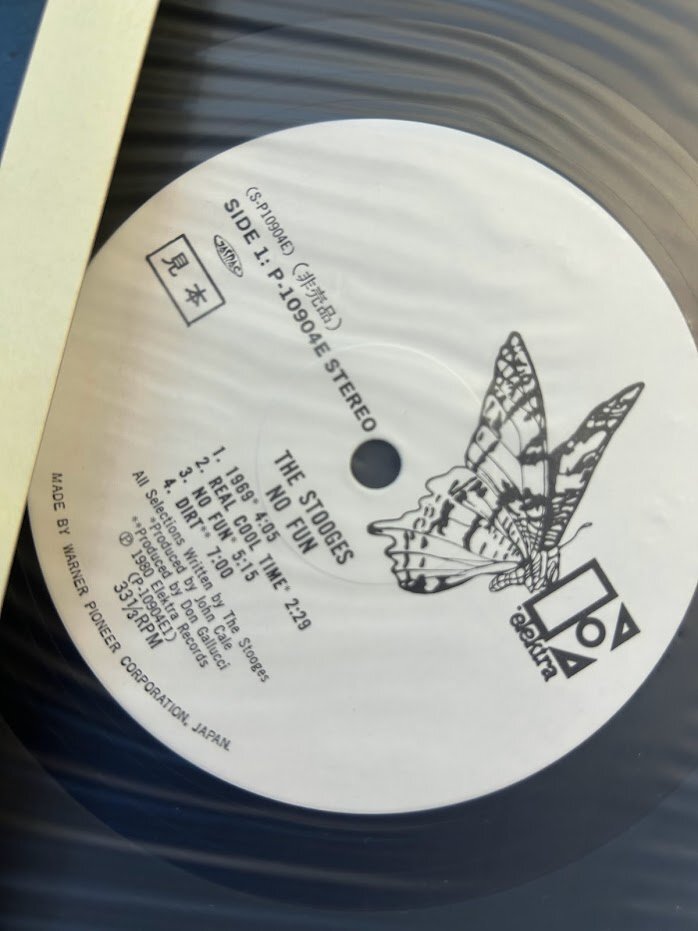 (S-P10904E) (非売品)
SIDE 1: P-10904E STEREO
JASRAC
見本
THE STOOGES
NO FUN
1. 1969* 4:05
2. REAL COOL TIME* 2:29
3. NO FUN* 5:15
4. DIRT** 7:00
All Selections Written by The Stooges
*Produced by John Cale
**Produced by Don Gallucci
Ⓟ 1980 Elektra Records
(P-10904E1)
33⅓RPM
MADE BY WARNER PIONEER CORPORATION, JAPAN.
elektra